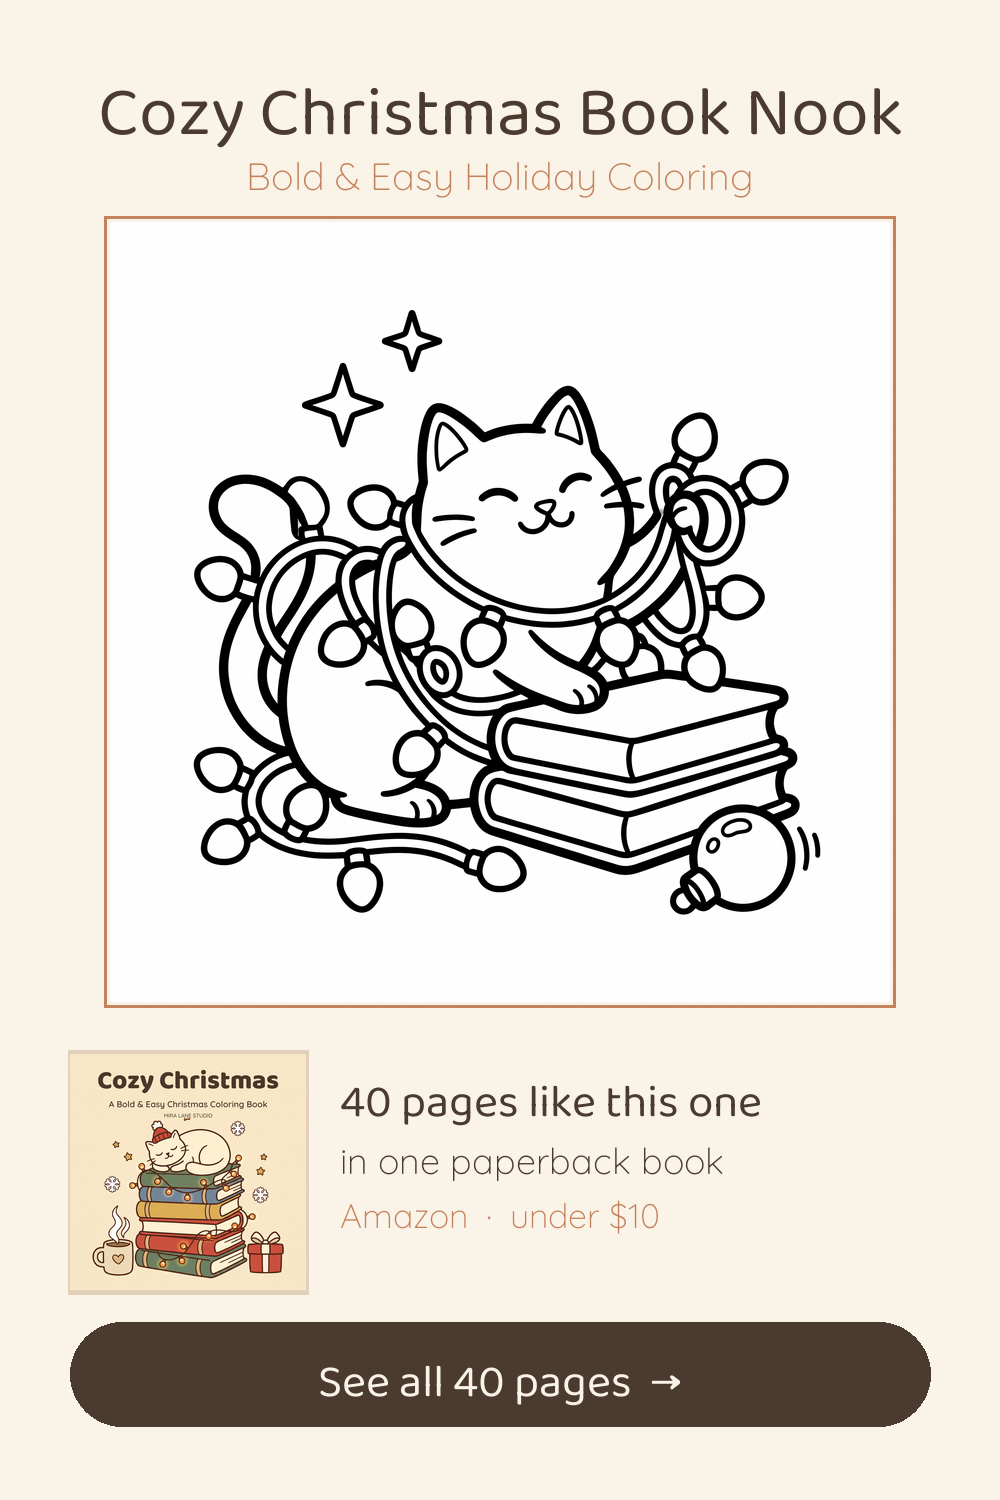 Cozy Christmas Book Nook
Bold & Easy Holiday Coloring
Cozy Christmas
A Bold & Easy Christmas Coloring Book
MIRA LANE STUDIO
40 pages like this one
in one paperback book
Amazon · under $10
See all 40 pages →